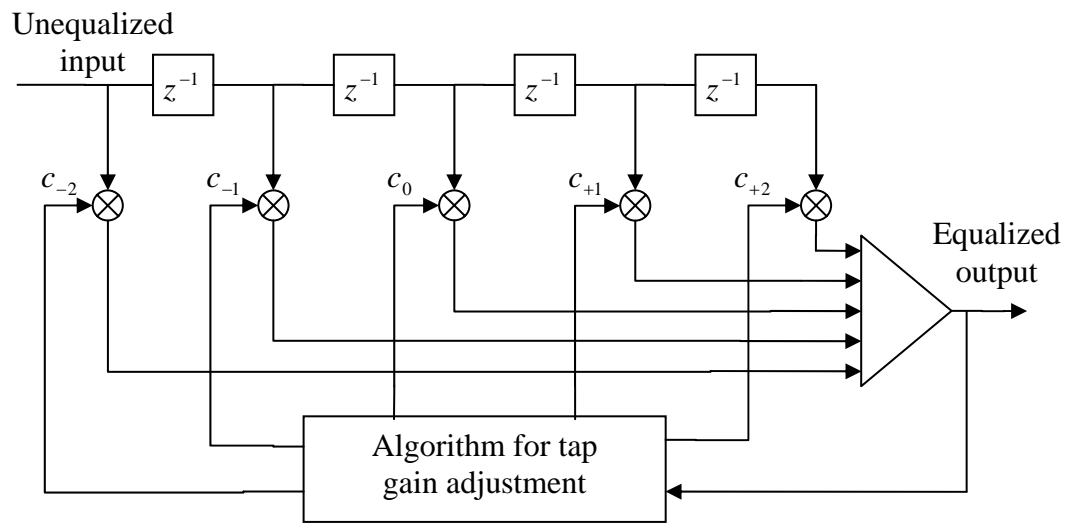 Unequalized
input
z⁻¹ z⁻¹ z⁻¹ z⁻¹
c₋₂ c₋₁ c₀ c₊₁ c₊₂
Equalized
output
Algorithm for tap
gain adjustment